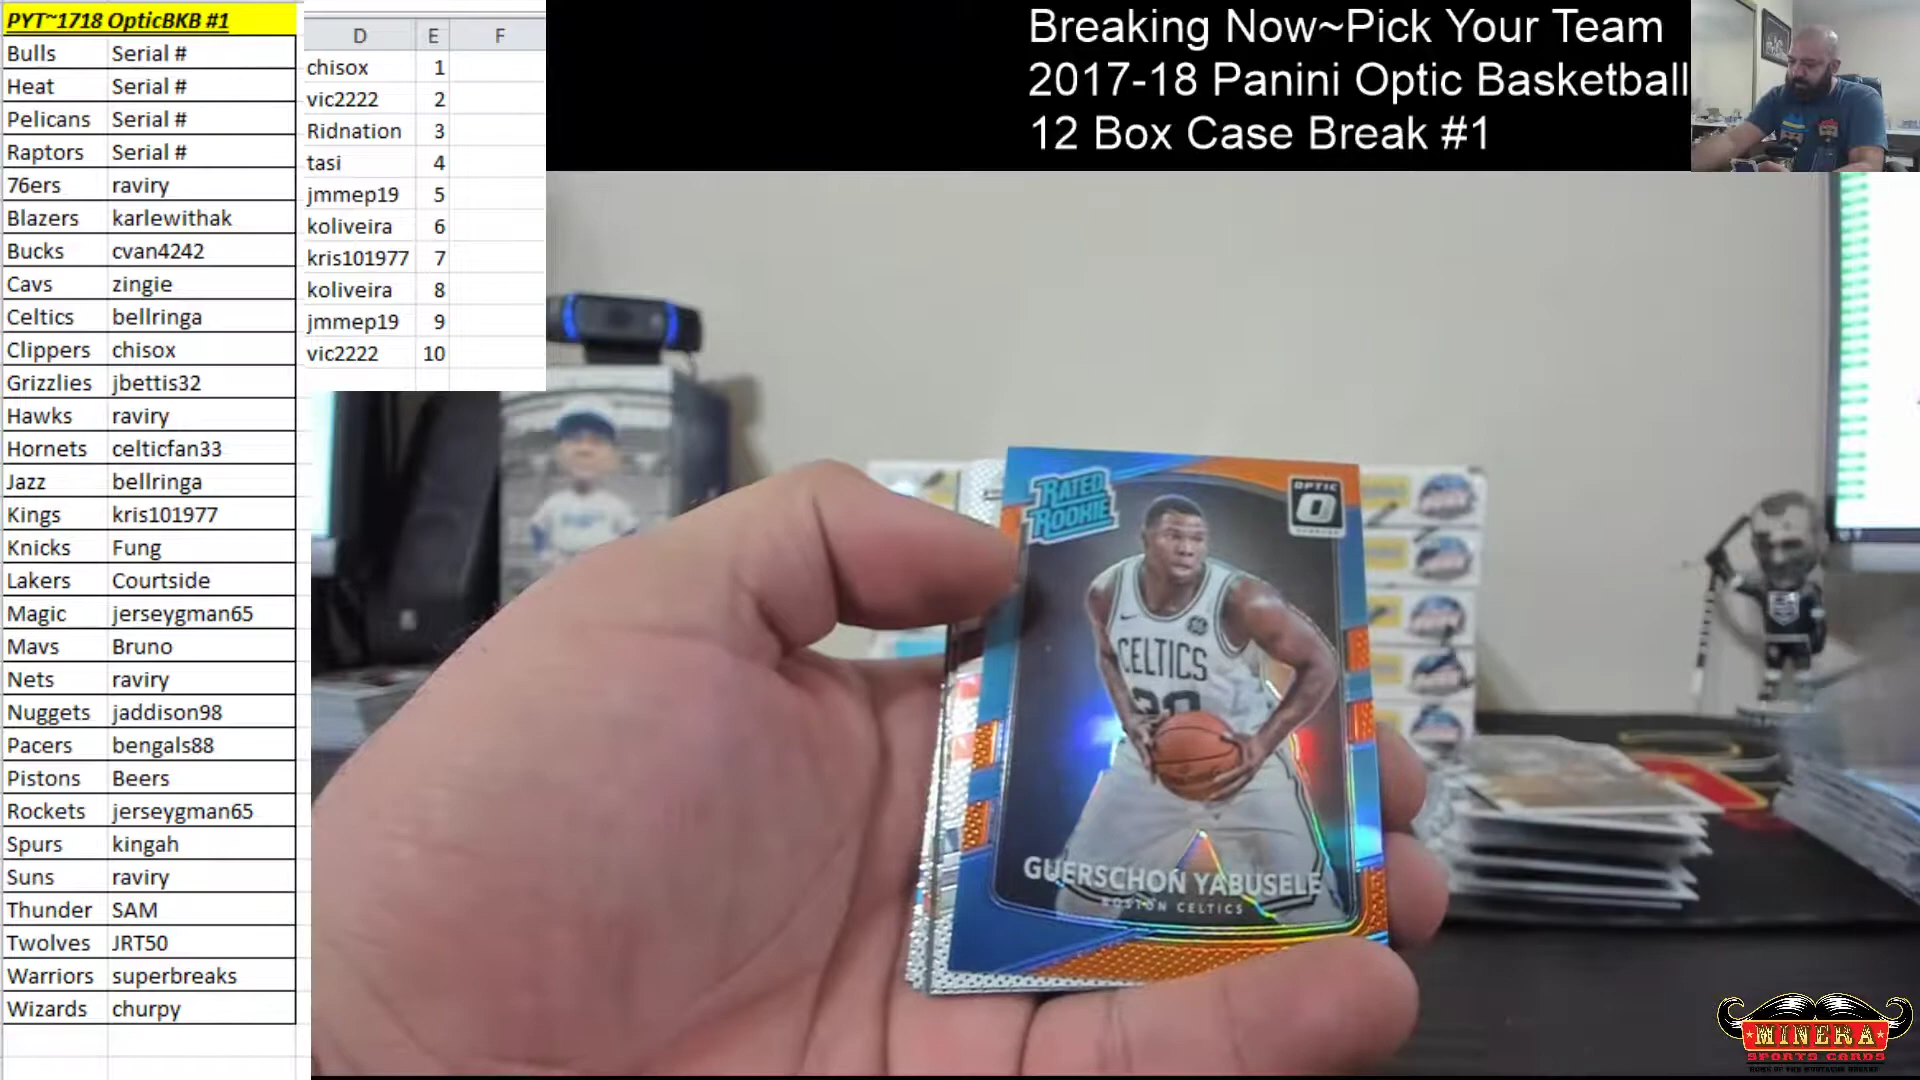 PYT~1718 OpticBKB #1
Bulls Serial #
Heat Serial #
Pelicans Serial #
Raptors Serial #
76ers raviry
Blazers karlewithak
Bucks cvan4242
Cavs zingie
Celtics bellringa
Clippers chisox
Grizzlies jbettis32
Hawks raviry
Hornets celticfan33
Jazz bellringa
Kings kris101977
Knicks Fung
Lakers Courtside
Magic jerseygman65
Mavs Bruno
Nets raviry
Nuggets jaddison98
Pacers bengals88
Pistons Beers
Rockets jerseygman65
Spurs kingah
Suns raviry
Thunder SAM
Twolves JRT50
Warriors superbreaks
Wizards churpy
D E F
chisox 1
vic2222 2
Ridnation 3
tasi 4
jmmep19 5
koliveira 6
kris101977 7
koliveira 8
jmmep19 9
vic2222 10
Breaking Now~Pick Your Team
2017-18 Panini Optic Basketball
12 Box Case Break #1
RATED
ROOKIE
OPTIC
CELTICS
30
GUERSCHON YABUSELE
BOSTON CELTICS
MINERA
SPORTS CARDS